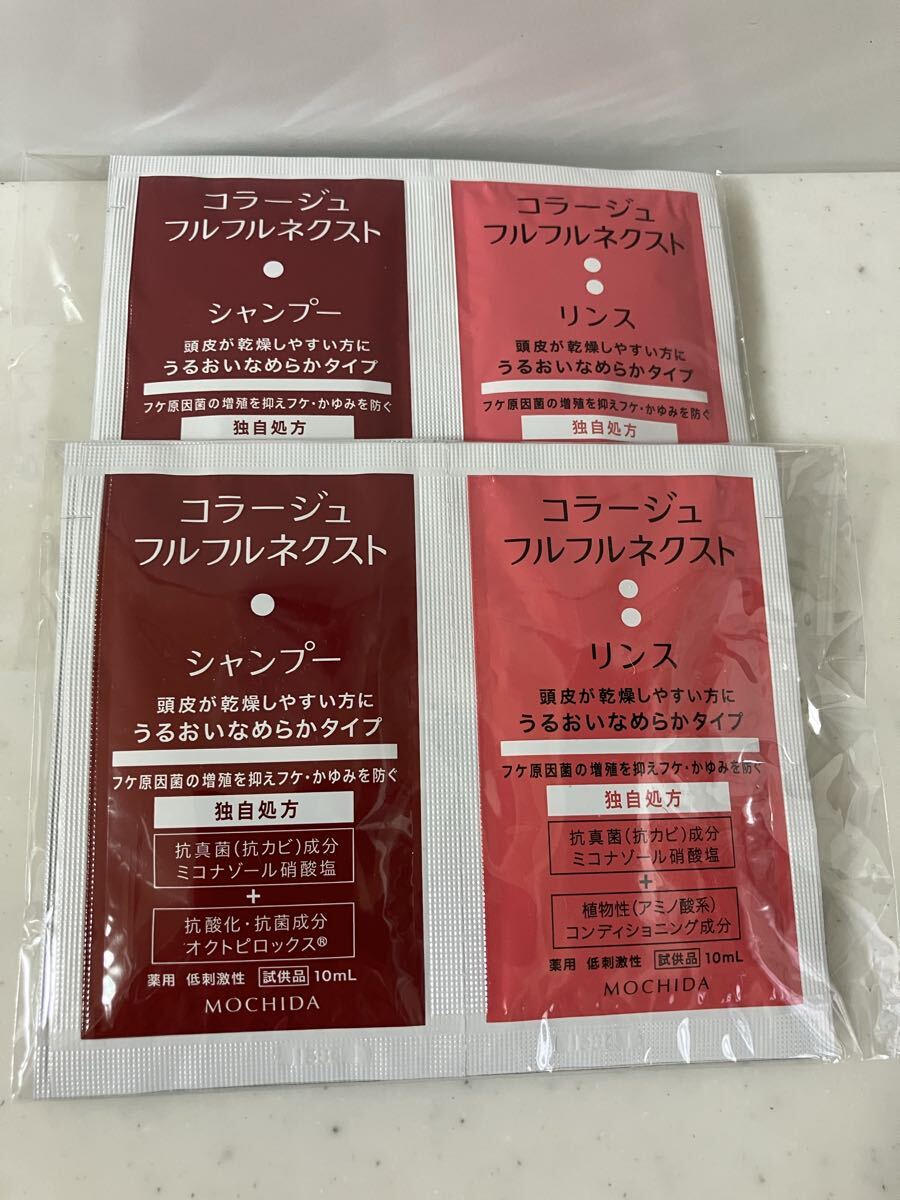 コラージュ
フルフルネクスト
シャンプー
頭皮が乾燥しやすい方に
うるおいなめらかタイプ
フケ原因菌の増殖を抑えフケ・かゆみを防ぐ
独自処方
コラージュ
フルフルネクスト
リンス
頭皮が乾燥しやすい方に
うるおいなめらかタイプ
フケ原因菌の増殖を抑えフケ・かゆみを防ぐ
独自処方
コラージュ
フルフルネクスト
シャンプー
頭皮が乾燥しやすい方に
うるおいなめらかタイプ
フケ原因菌の増殖を抑えフケ・かゆみを防ぐ
独自処方
抗真菌(抗カビ)成分
ミコナゾール硝酸塩
+
抗酸化・抗菌成分
オクトピロックス®
薬用 低刺激性 試供品 10mL
MOCHIDA
コラージュ
フルフルネクスト
リンス
頭皮が乾燥しやすい方に
うるおいなめらかタイプ
フケ原因菌の増殖を抑えフケ・かゆみを防ぐ
独自処方
抗真菌(抗カビ)成分
ミコナゾール硝酸塩
+
植物性(アミノ酸系)
コンディショニング成分
薬用 低刺激性 試供品 10mL
MOCHIDA